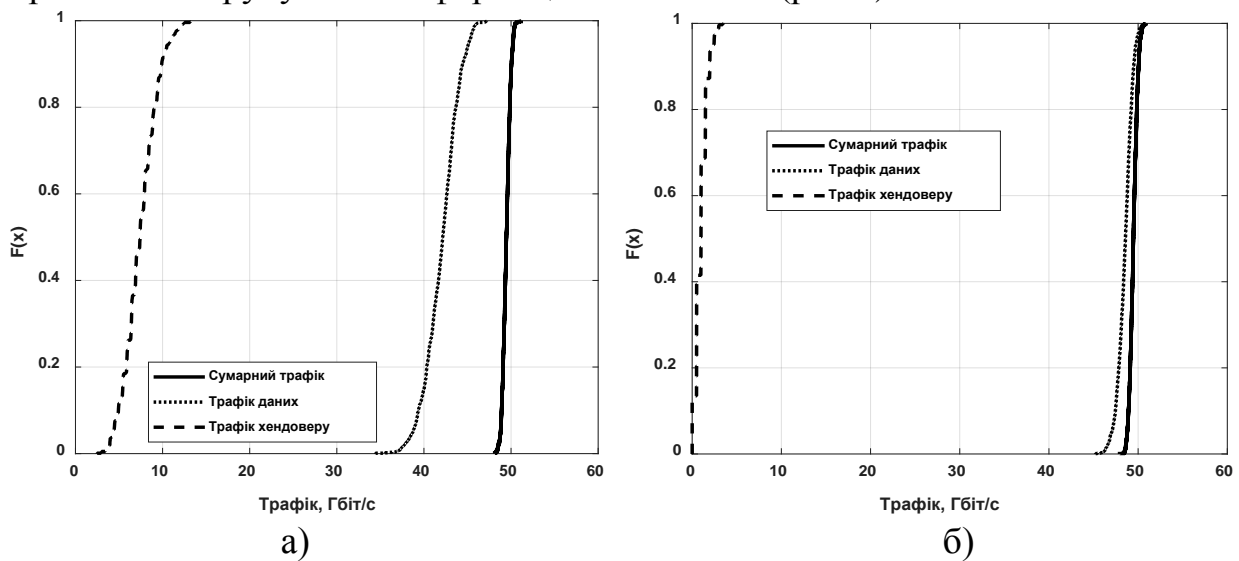 1
0.8
0.6
0.4
0.2
0
F(x)
Сумарний трафік
Трафік даних
Трафік хендоверу
0 10 20 30 40 50 60
Трафік, Гбіт/с
а)
1
0.8
0.6
0.4
0.2
0
F(x)
Сумарний трафік
Трафік даних
Трафік хендоверу
0 10 20 30 40 50 60
Трафік, Гбіт/с
б)